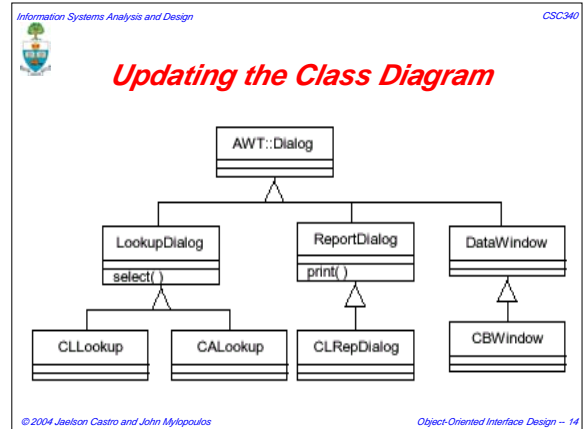 Information Systems Analysis and Design CSC340
Updating the Class Diagram
AWT::Dialog
LookupDialog ReportDialog DataWindow
select( ) print( )
CLLookup CALookup CLRepDialog CBWindow
© 2004 Jaelson Castro and John Mylopoulos Object-Oriented Interface Design -- 14